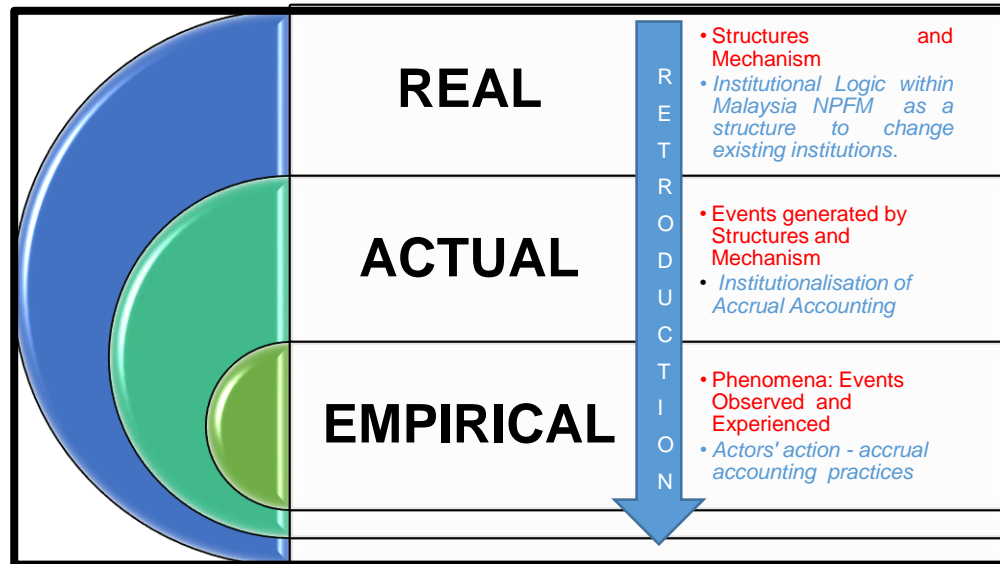 REAL
• Structures and
Mechanism
• Institutional Logic within
Malaysia NPFM as a
structure to change
existing institutions.
ACTUAL
• Events generated by
Structures and
Mechanism
• Institutionalisation of
Accrual Accounting
EMPIRICAL
• Phenomena: Events
Observed and
Experienced
• Actors' action - accrual
accounting practices
RETRODUCTION